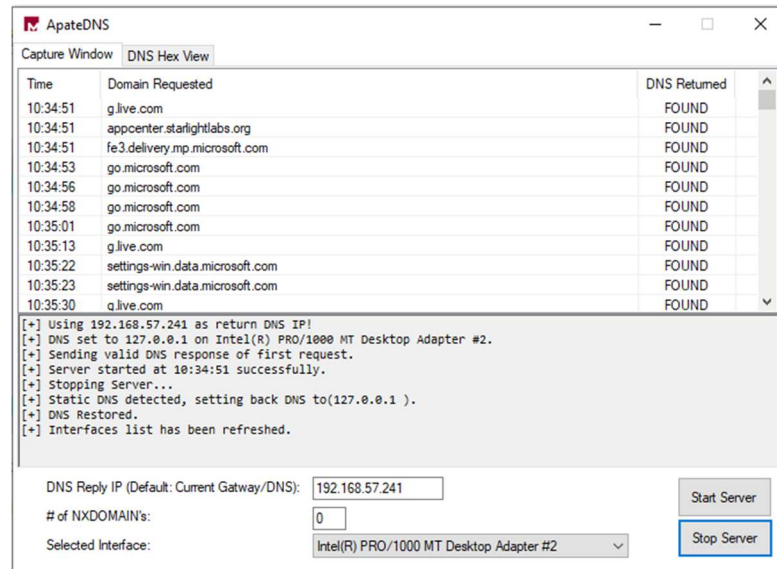 ApateDNS
Capture Window DNS Hex View
Time Domain Requested DNS Returned
10:34:51 g.live.com FOUND
10:34:51 appcenter.starlightlabs.org FOUND
10:34:51 fe3.delivery.mp.microsoft.com FOUND
10:34:53 go.microsoft.com FOUND
10:34:56 go.microsoft.com FOUND
10:34:58 go.microsoft.com FOUND
10:35:01 go.microsoft.com FOUND
10:35:13 g.live.com FOUND
10:35:22 settings-win.data.microsoft.com FOUND
10:35:23 settings-win.data.microsoft.com FOUND
10:35:30 g.live.com FOUND
[+] Using 192.168.57.241 as return DNS IP!
[+] DNS set to 127.0.0.1 on Intel(R) PRO/1000 MT Desktop Adapter #2.
[+] Sending valid DNS response of first request.
[+] Server started at 10:34:51 successfully.
[+] Stopping Server...
[+] Static DNS detected, setting back DNS to(127.0.0.1 ).
[+] DNS Restored.
[+] Interfaces list has been refreshed.
DNS Reply IP (Default: Current Gatway/DNS): 192.168.57.241
Start Server
# of NXDOMAIN's: 0
Selected Interface: Intel(R) PRO/1000 MT Desktop Adapter #2
Stop Server